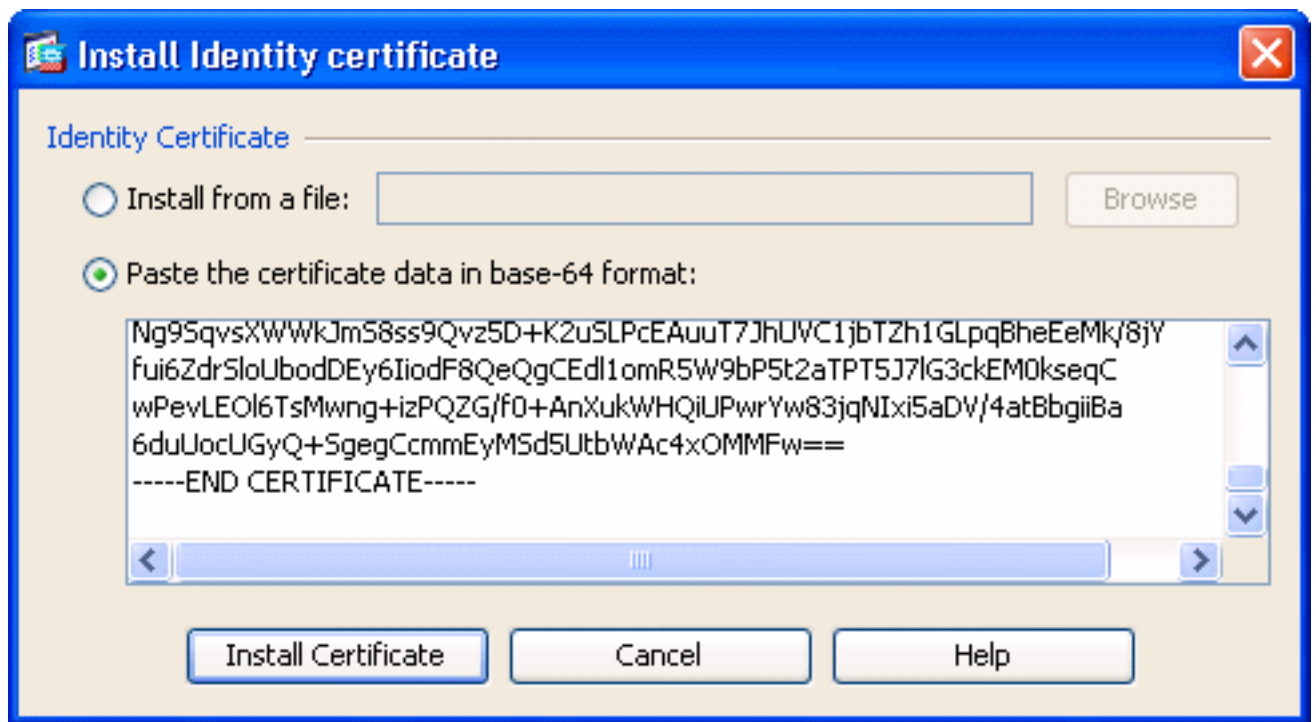 Install Identity certificate
Identity Certificate
Install from a file:
Browse
Paste the certificate data in base-64 format:
Ng9SqvsXWWkJmS8ss9Qvz5D+K2uSLPcEAuuT7JhUVC1jbTZh1GLpqBheEeMk/8jY
fui6ZdrSloUbodDEy6IiodF8QeQgCEdl1omR5W9bP5t2aTPT5J7lG3ckEM0kseqC
wPevLEOl6TsMwng+izPQZG/f0+AnXukWHQiUPwrYw83jqNIxi5aDV/4atBbgiiBa
6duUocUGyQ+SgegCcmmEyMSd5UtbWAc4xOMMFw==
-----END CERTIFICATE-----
Install Certificate
Cancel
Help